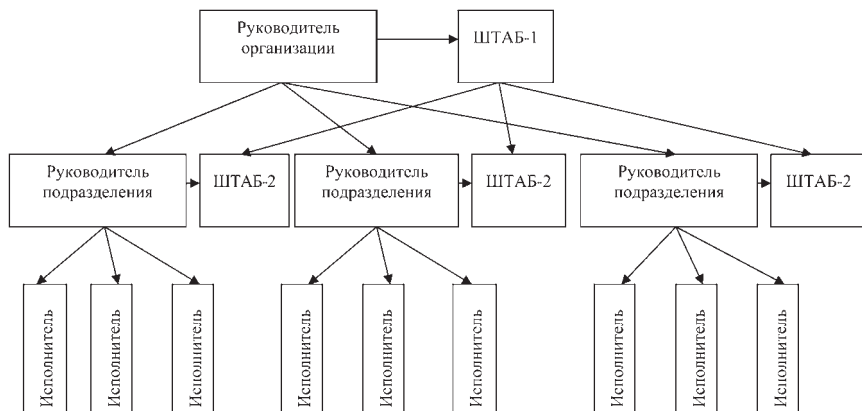 Руководитель
организации
ШТАБ-1
Руководитель
подразделения
ШТАБ-2
Руководитель
подразделения
ШТАБ-2
Руководитель
подразделения
ШТАБ-2
Исполнитель
Исполнитель
Исполнитель
Исполнитель
Исполнитель
Исполнитель
Исполнитель
Исполнитель
Исполнитель